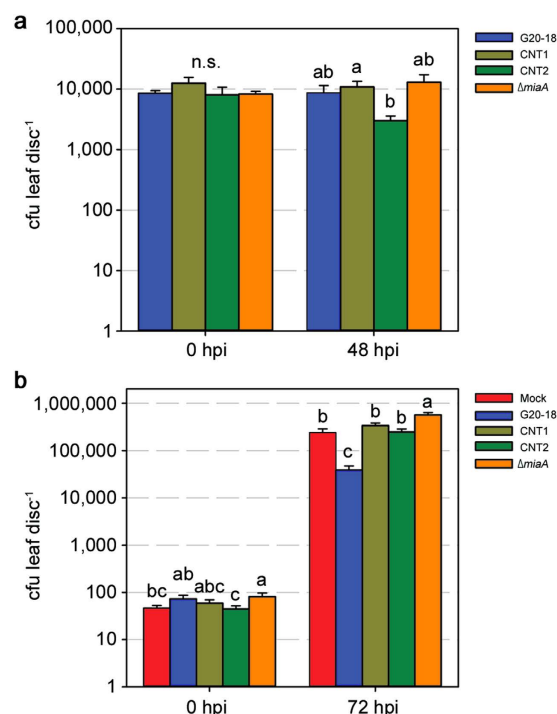 a
100,000
10,000
1,000
100
10
1
cfu leaf disc⁻¹
n.s.
ab
a
b
ab
0 hpi
48 hpi
G20-18
CNT1
CNT2
ΔmiaA
b
1,000,000
100,000
10,000
1,000
100
10
1
cfu leaf disc⁻¹
bc
ab
abc
c
a
b
c
b
b
a
0 hpi
72 hpi
Mock
G20-18
CNT1
CNT2
ΔmiaA